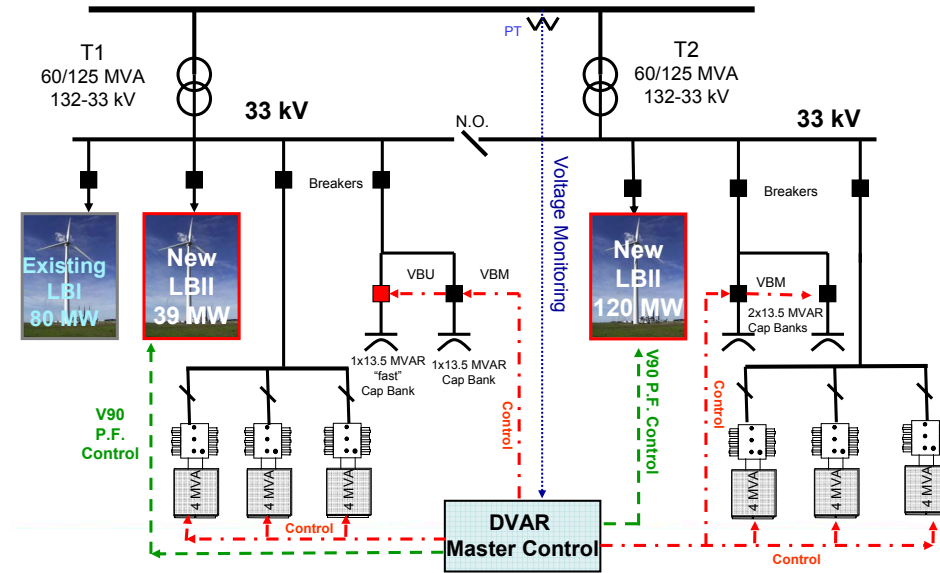 PT
T1
60/125 MVA
132-33 kV
T2
60/125 MVA
132-33 kV
33 kV
N.O.
33 kV
Breakers
Breakers
Voltage Monitoring
Existing
LBI
80 MW
New
LBII
39 MW
VBU
VBM
New
LBII
120 MW
VBM
2x13.5 MVAR
Cap Banks
1x13.5 MVAR
“fast”
Cap Bank
1x13.5 MVAR
Cap Bank
V90
P.F.
Control
Control
V90 P.F. Control
Control
4 MVA
4 MVA
4 MVA
4 MVA
4 MVA
4 MVA
Control
DVAR
Master Control
Control